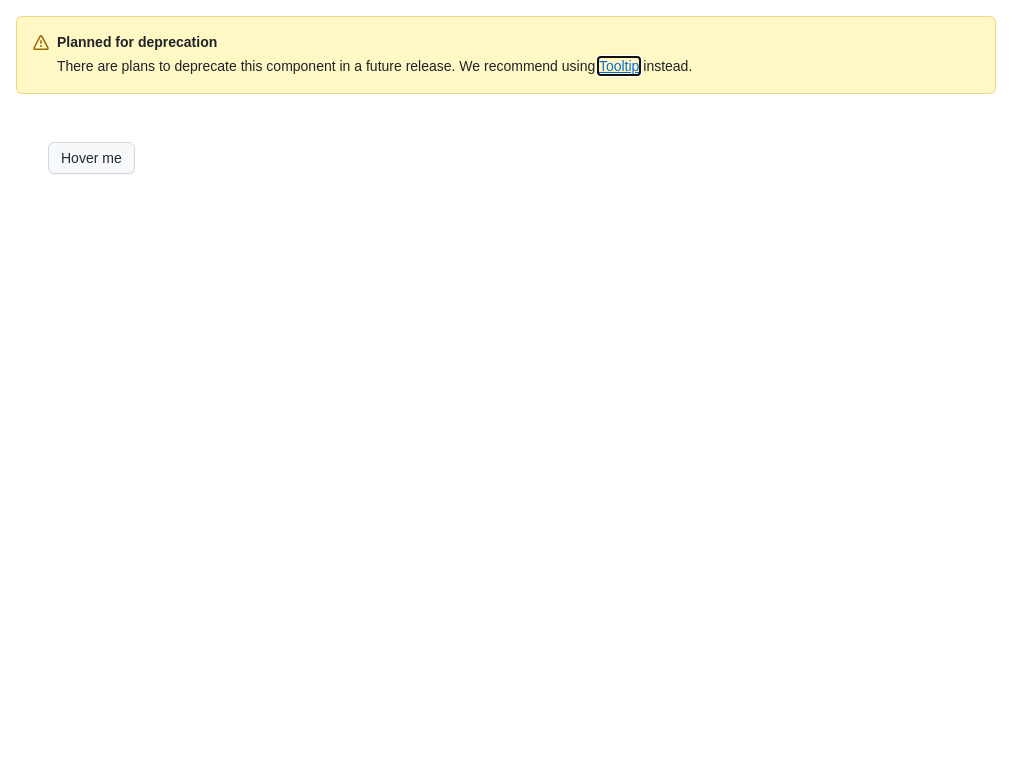 Planned for deprecation
There are plans to deprecate this component in a future release. We recommend using Tooltip instead.
Hover me